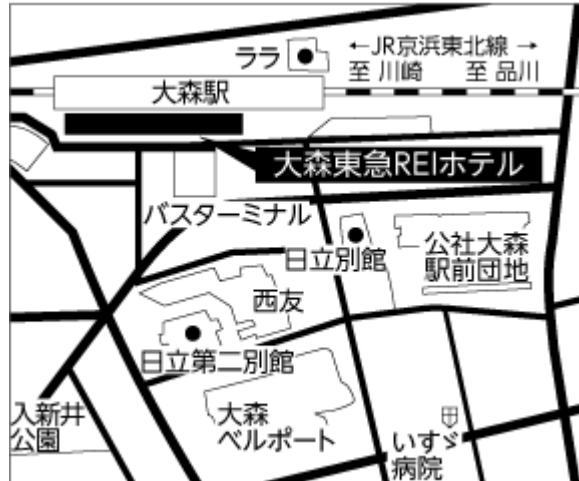 ララ
←JR京浜東北線→
至 川崎 至 品川
大森駅
大森東急REIホテル
バスターミナル
日立別館
公社大森
駅前団地
西友
日立第二別館
入新井
公園
大森
ベルポート
いすゞ
病院